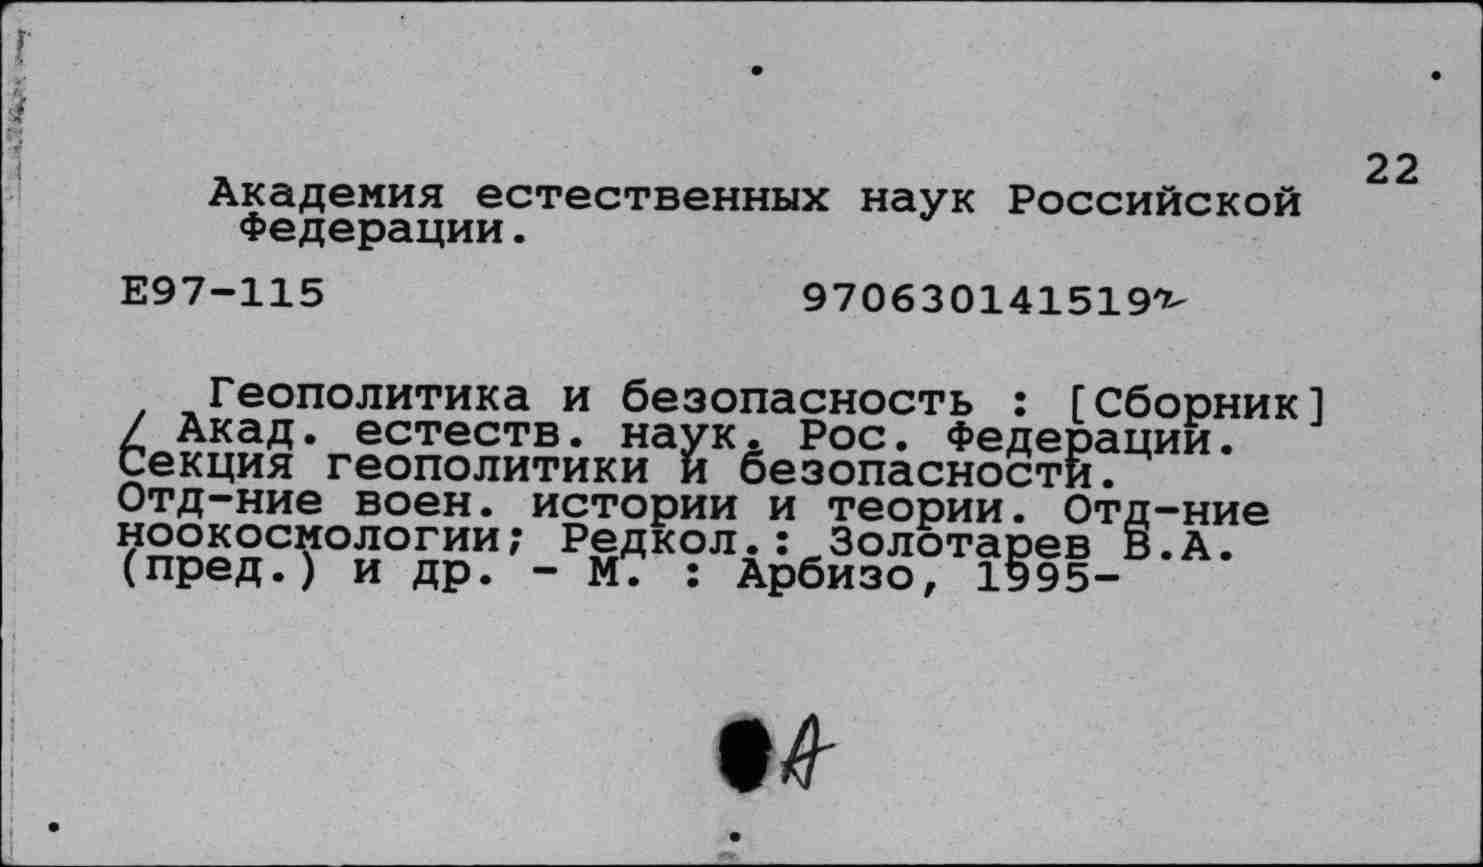 22
Академия естественных наук Российской
Федерации.
Е97-115 970630141519
Геополитика и безопасность : [Сборник]
/ Акад. естеств. наук. Рос. Федерации.
Секция геополитики и безопасности.
Отд-ние воен. истории и теории. Отд-ние
ноокосмологии; Редкол.: Золотарев В.А.
(пред.) и др. - М. : Арбизо, 1995-